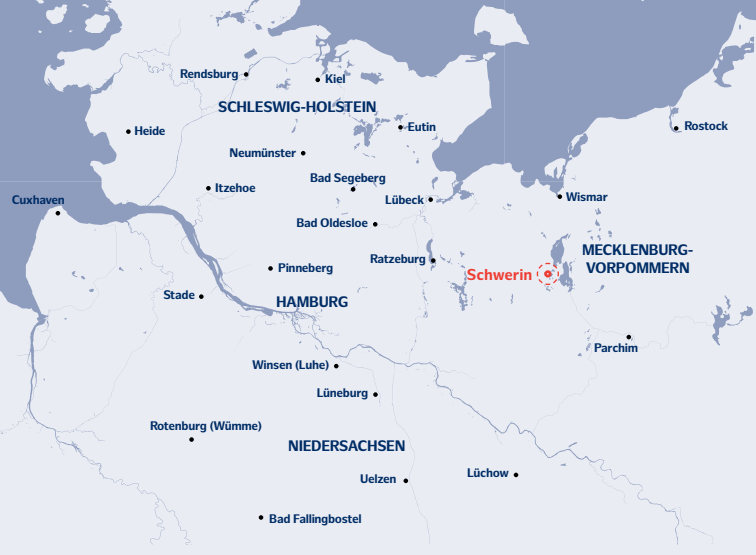 Rendsburg
Kiel
SCHLESWIG-HOLSTEIN
Heide
Eutin
Rostock
Neumünster
Bad Segeberg
Itzehoe
Cuxhaven
Lübeck
Wismar
Bad Oldesloe
MECKLENBURG-
VORPOMMERN
Ratzeburg
Pinneberg
Schwerin
Stade
HAMBURG
Parchim
Winsen (Luhe)
Lüneburg
Rotenburg (Wümme)
NIEDERSACHSEN
Uelzen
Lüchow
Bad Fallingbostel